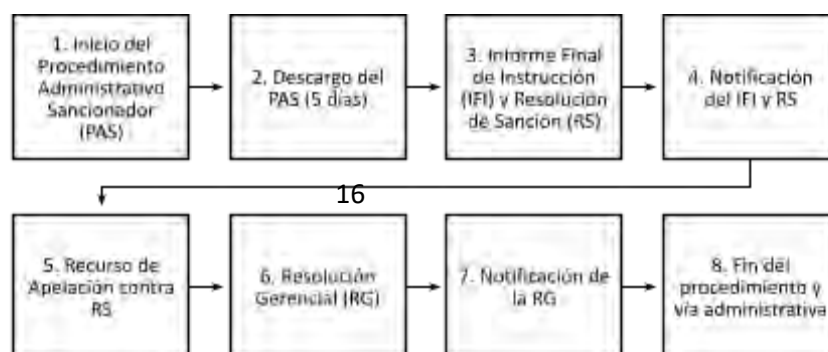 1. Inicio del
Procedimiento
Administrativo
Sancionador
(PAS)
2. Descargo del
PAS (5 días)
3. Informe Final
de Instrucción
(IFI) y Resolución
de Sanción (RS)
4. Notificación
del IFI y RS
16
5. Recurso de
Apelación contra
RS
6. Resolución
Gerencial (RG)
7. Notificación de
la RG
8. Fin del
procedimiento y
vía administrativa